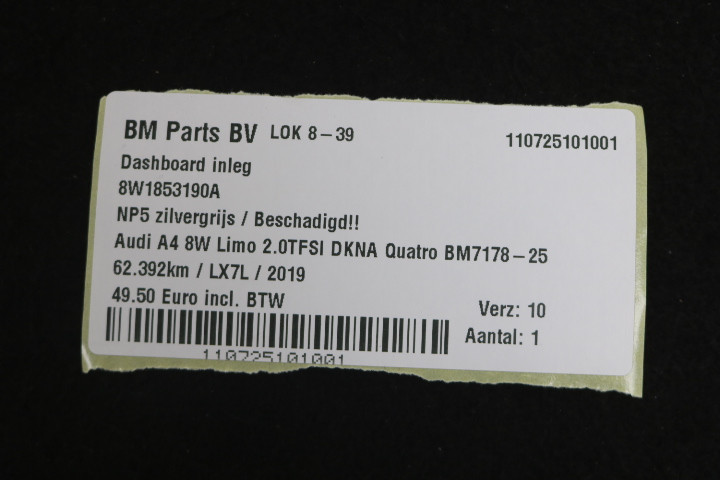 BM Parts BV LOK 8-39 110725101001
Dashboard inleg
8W1853190A
NP5 zilvergrijs / Beschadigd!!
Audi A4 8W Limo 2.0TFSI DKNA Quatro BM7178-25
62.392km / LX7L / 2019
49.50 Euro incl. BTW Verz: 10
Aantal: 1
110725101001